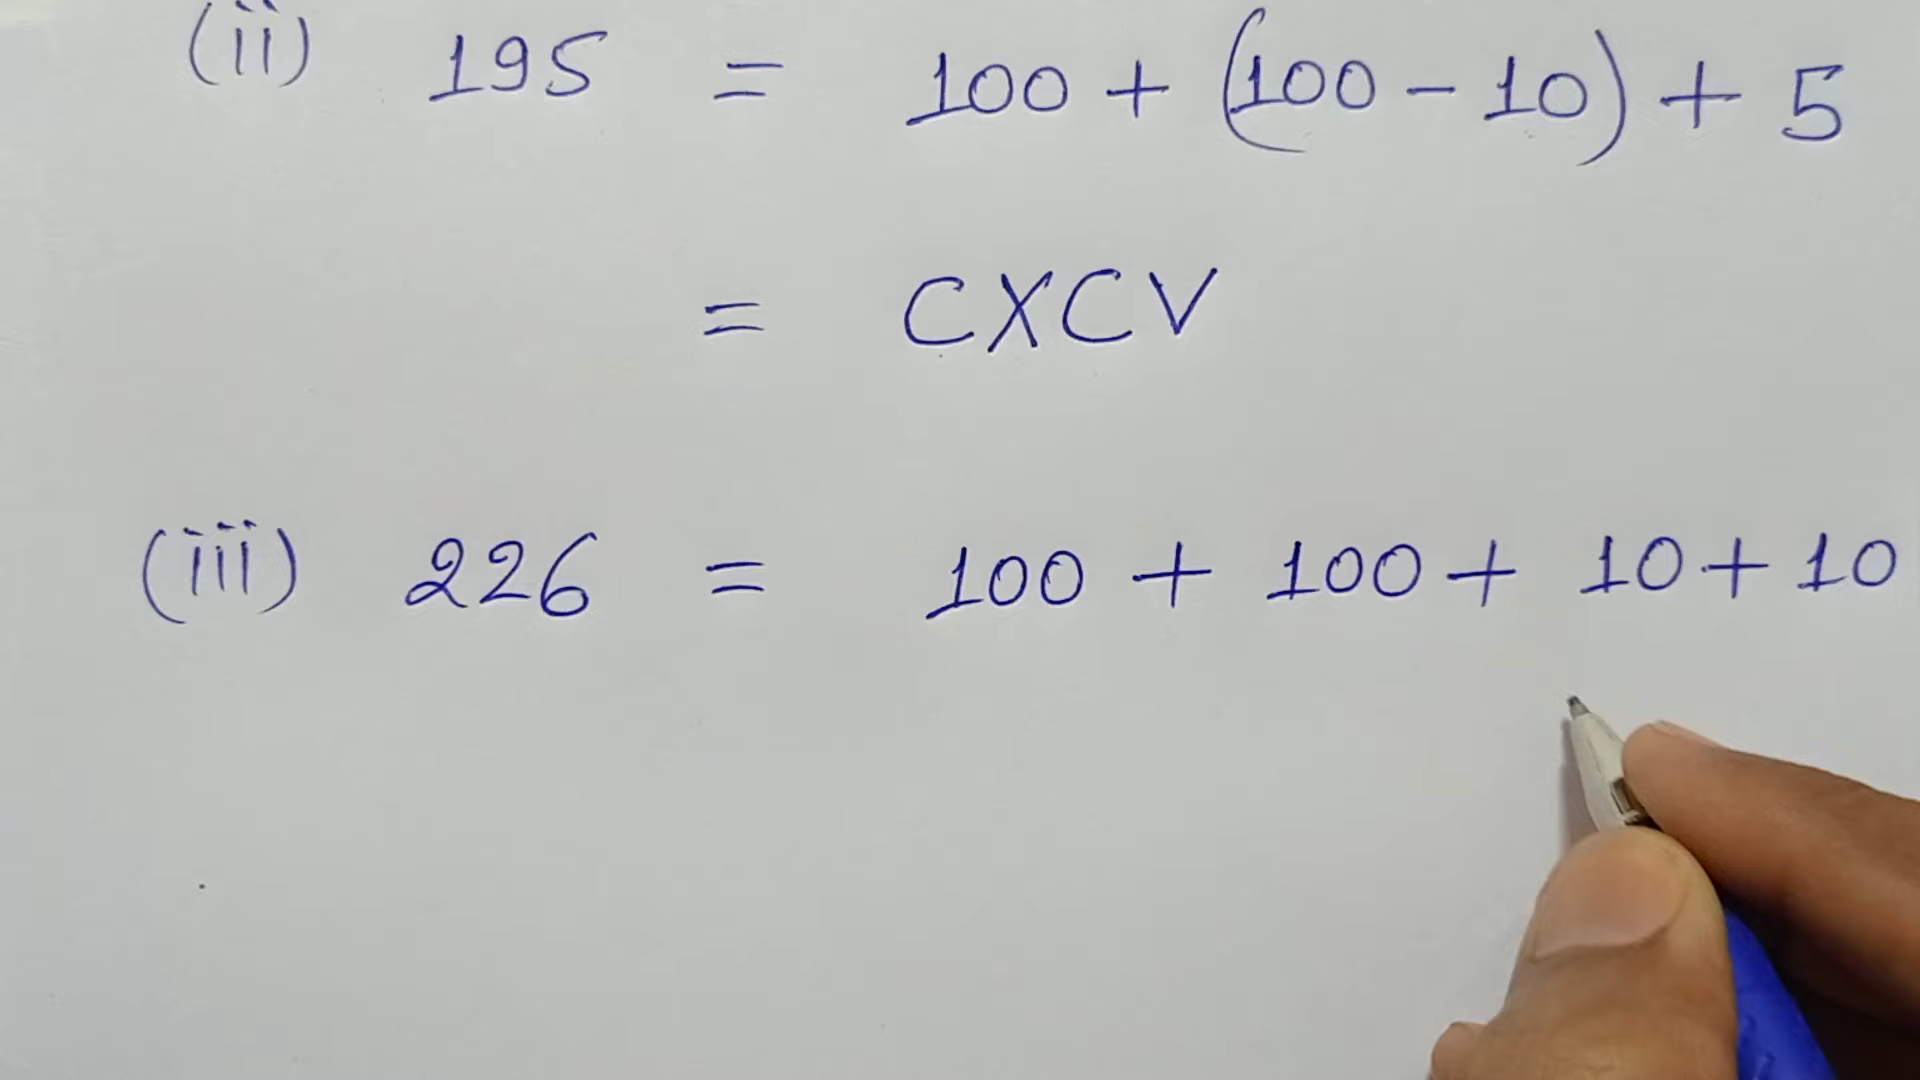 (ii) 195 = 100 + (100 - 10) + 5
= CXCV
(iii) 226 = 100 + 100 + 10 + 10